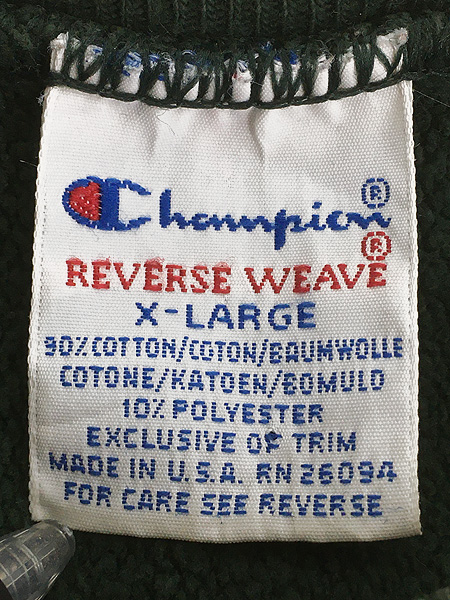 Champion®
REVERSE WEAVE®
X-LARGE
90% COTTON/COTON/BAUMWOLLE
COTONE/KATOEN/BOMULD
10% POLYESTER
EXCLUSIVE OF TRIM
MADE IN U.S.A. RN 26094
FOR CARE SEE REVERSE